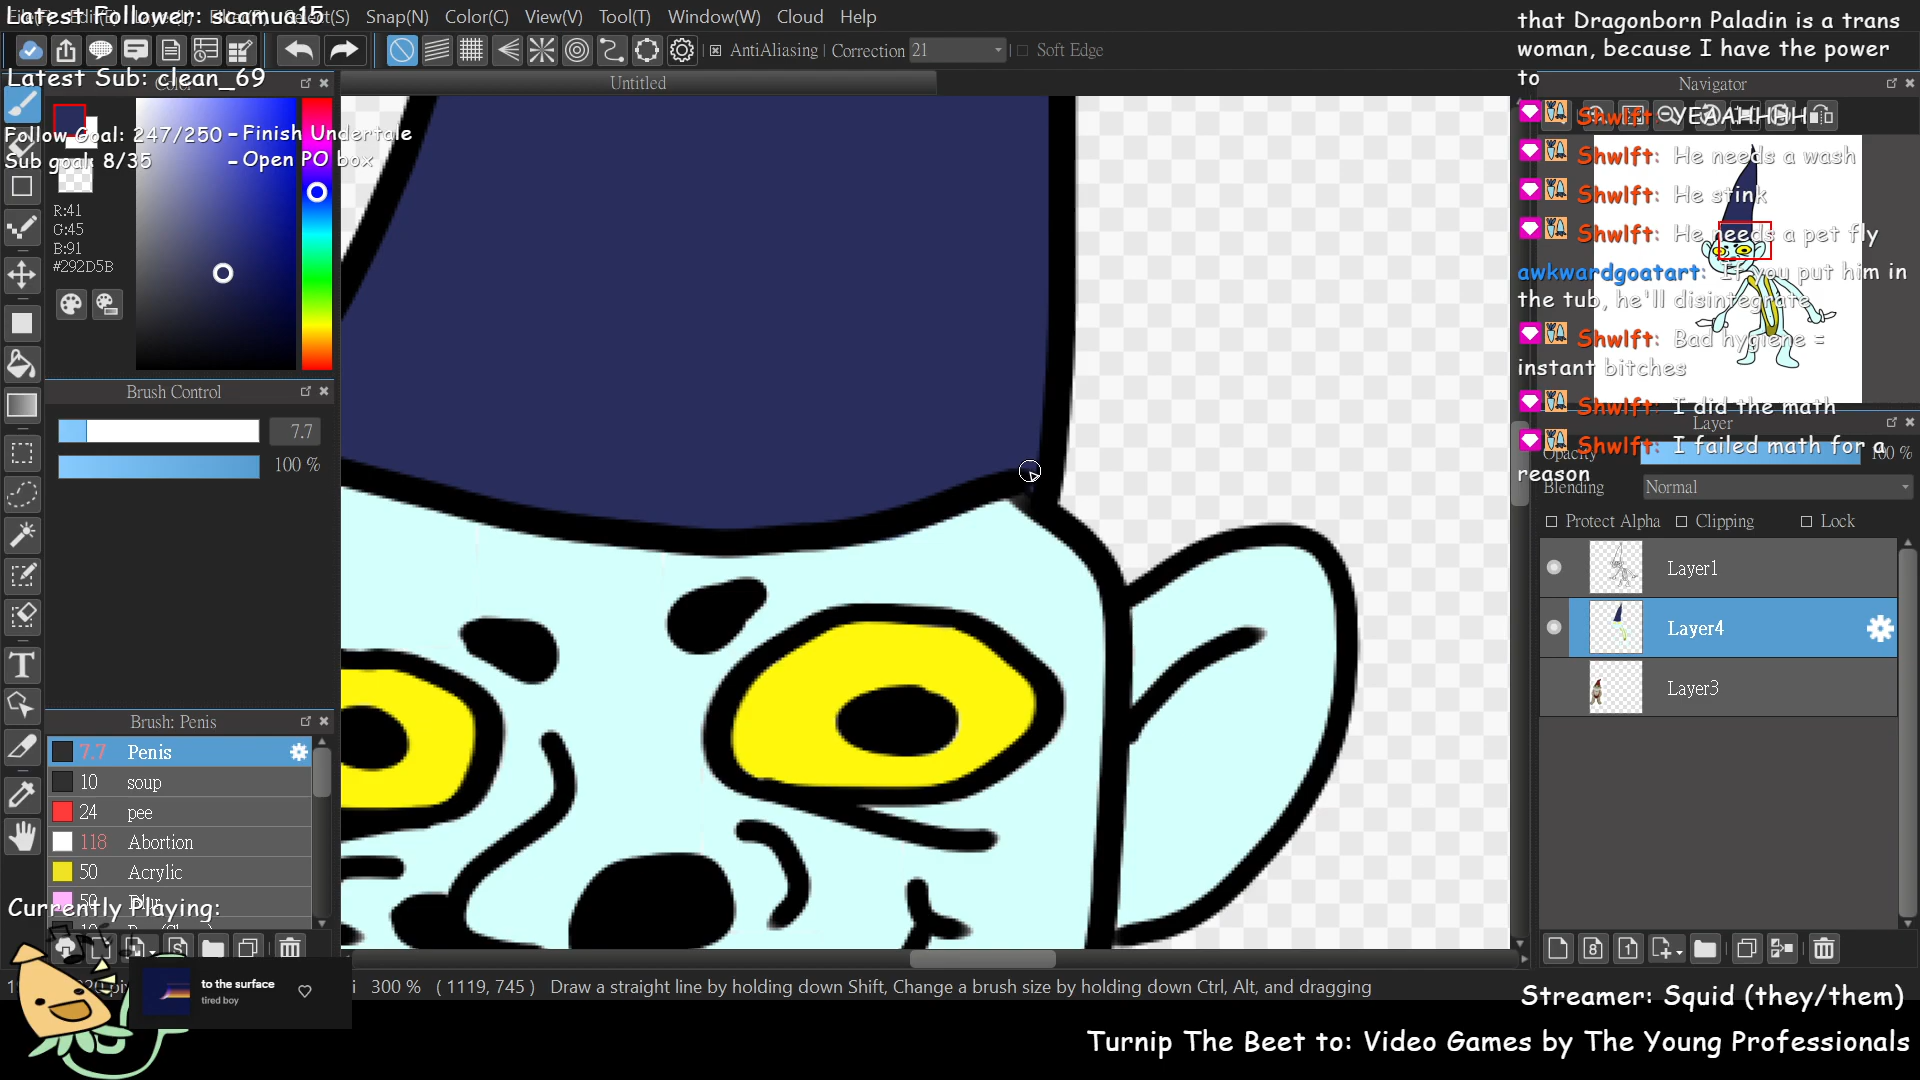 Latest Follower: scamus15
Select(S) Snap(N) Color(C) View(V) Tool(T) Window(W) Cloud Help
AntiAliasing Correction 21 Soft Edge
Latest Sub: clean_69
Untitled
Follow Goal: 247/250 - Finish Undertale
Sub goal: 8/35 - Open PO box
R:41
G:45
B:91
#292D5B
Brush Control
7.7
100 %
Brush: Penis
7.7 Penis
10 soup
24 pee
118 Abortion
50 Acrylic
50 Blur
Currently Playing:
to the surface
tired boy
300 % ( 1119, 745 ) Draw a straight line by holding down Shift, Change a brush size by holding down Ctrl, Alt, and dragging
that Dragonborn Paladin is a trans
woman, because I have the power
to
Navigator
Shwlft: YEAAHHHH
Shwlft: He needs a wash
Shwlft: He stink
Shwlft: He needs a pet fly
awkwardgoatart: If you put him in
the tub, he'll disintegrate
Shwlft: Bad hygiene =
instant bitches
Shwlft: I did the math
Layer
Shwlft: I failed math for a
reason
Opacity 100 %
Blending Normal
Protect Alpha Clipping Lock
Layer1
Layer4
Layer3
Streamer: Squid (they/them)
Turnip The Beet to: Video Games by The Young Professionals